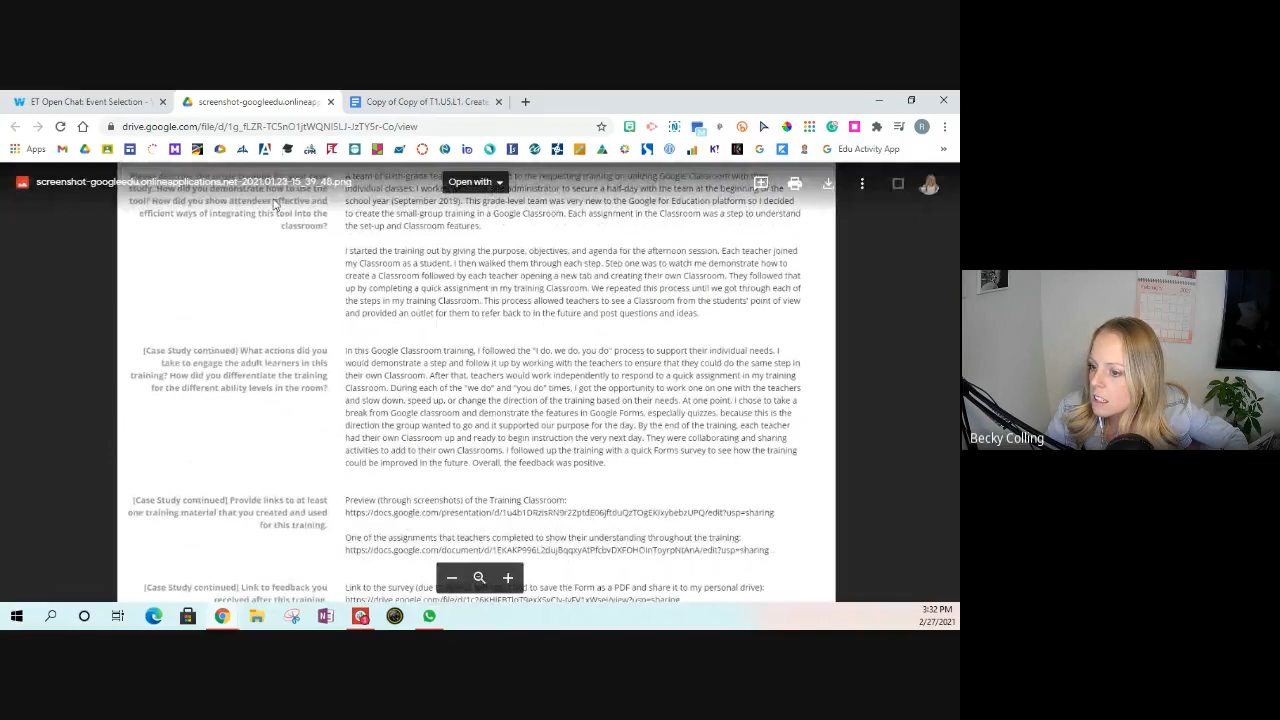 ET Open Chat: Event Selection -
screenshot-googleedu.onlineapp
Copy of Copy of T1.U5.L1. Create
drive.google.com/file/d/1g_fLZR-TC5nO1jtWQNI5LJ-JzTY5r-Co/view
Apps
Edu Activity App
screenshot-googleedu.onlineapplications.net-2021.01.23-15_39_48.png
Open with
study. How did you demonstrate how to use the
tool? How did you show attendees effective and
efficient ways of integrating this tool into the
classroom?
A team of sixth-grade to the requesting training on utilizing Google Classroom with
individual classes. I administrator to secure a half-day with the team at the beginning
school year (September 2019). This grade-level team was very new to the Google for Education platform so I decided
to create the small-group training in a Google Classroom. Each assignment in the Classroom was a step to understand
the set-up and Classroom features.
I started the training out by giving the purpose, objectives, and agenda for the afternoon session. Each teacher joined
my Classroom as a student. I then walked them through each step. Step one was to watch me demonstrate how to
create a Classroom followed by each teacher opening a new tab and creating their own Classroom. They followed that
up by completing a quick assignment in my training Classroom. We repeated this process until we got through each of
the steps in my training Classroom. This process allowed teachers to see a Classroom from the students' point of view
and provided an outlet for them to refer back to in the future and post questions and ideas.
[Case Study continued] What actions did you
take to engage the adult learners in this
training? How did you differentiate the training
for the different ability levels in the room?
In this Google Classroom training, I followed the "I do, we do, you do" process to support their individual needs. I
would demonstrate a step and follow it up by working with the teachers to ensure that they could do the same step in
their own Classroom. After that, teachers would work independently to respond to a quick assignment in my training
Classroom. During each of the "we do" and "you do" times, I got the opportunity to work one on one with the teachers
and slow down, speed up, or change the direction of the training based on their needs. At one point, I chose to take a
break from Google classroom and demonstrate the features in Google Forms, especially quizzes, because this is the
direction the group wanted to go and it supported our purpose for the day. By the end of the training, each teacher
had their own Classroom up and ready to begin instruction the very next day. They were collaborating and sharing
activities to add to their own Classrooms. I followed up the training with a quick Forms survey to see how the training
could be improved in the future. Overall, the feedback was positive.
[Case Study continued] Provide links to at least
one training material that you created and used
for this training.
Preview (through screenshots) of the Training Classroom:
One of the assignments that teachers completed to show their understanding throughout the training:
[Case Study continued] Link to feedback you
received after this training.
Link to the survey to save the Form as a PDF and share it to my personal drive):
3:32 PM
2/27/2021
Becky Colling
2021